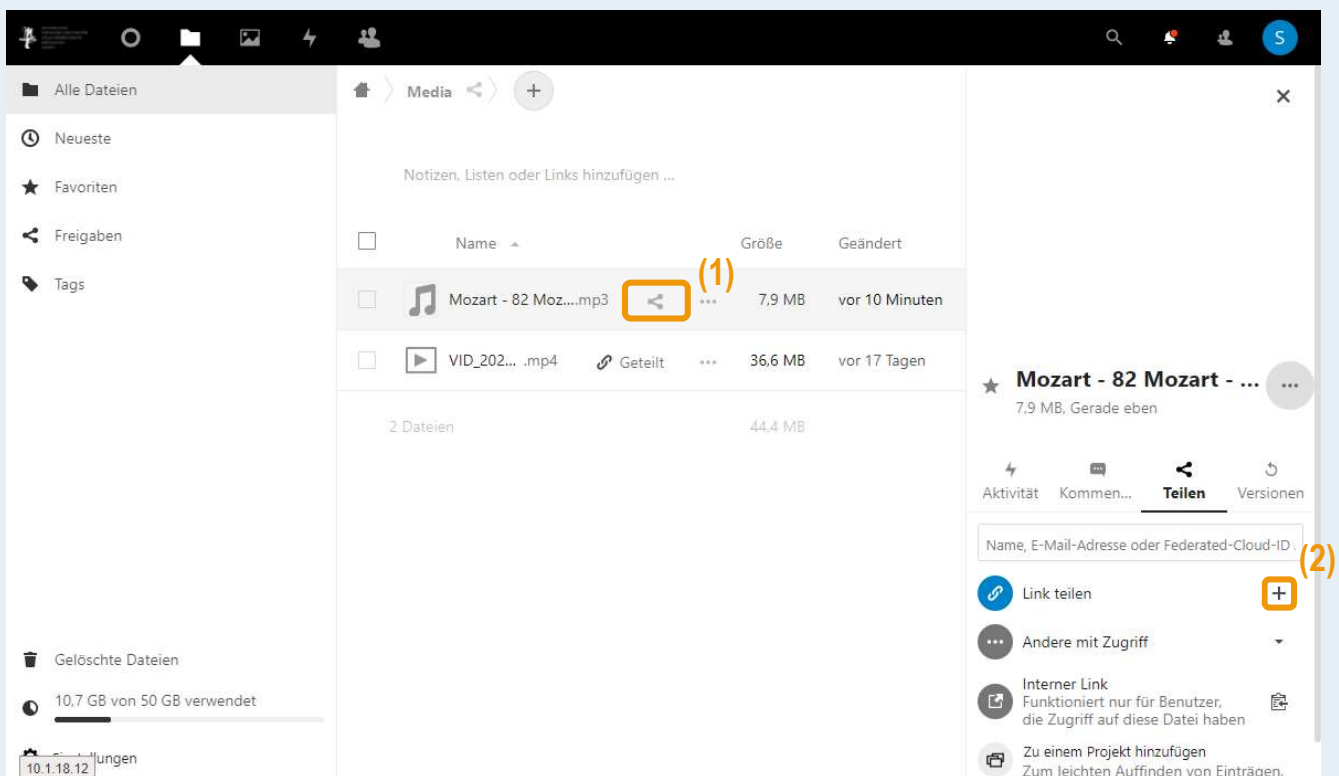 S
Alle Dateien
Neueste
Favoriten
Freigaben
Tags
Gelöschte Dateien
10,7 GB von 50 GB verwendet
10.1.18.12
Media
Notizen, Listen oder Links hinzufügen ...
Name Größe Geändert
(1)
Mozart - 82 Moz....mp3 ... 7,9 MB vor 10 Minuten
VID_202... .mp4 Geteilt ... 36,6 MB vor 17 Tagen
2 Dateien 44,4 MB
Mozart - 82 Mozart - ...
7,9 MB, Gerade eben
Aktivität Kommen... Teilen Versionen
Name, E-Mail-Adresse oder Federated-Cloud-ID
(2)
Link teilen
Andere mit Zugriff
Interner Link
Funktioniert nur für Benutzer,
die Zugriff auf diese Datei haben
Zu einem Projekt hinzufügen
Zum leichten Auffinden von Einträgen,